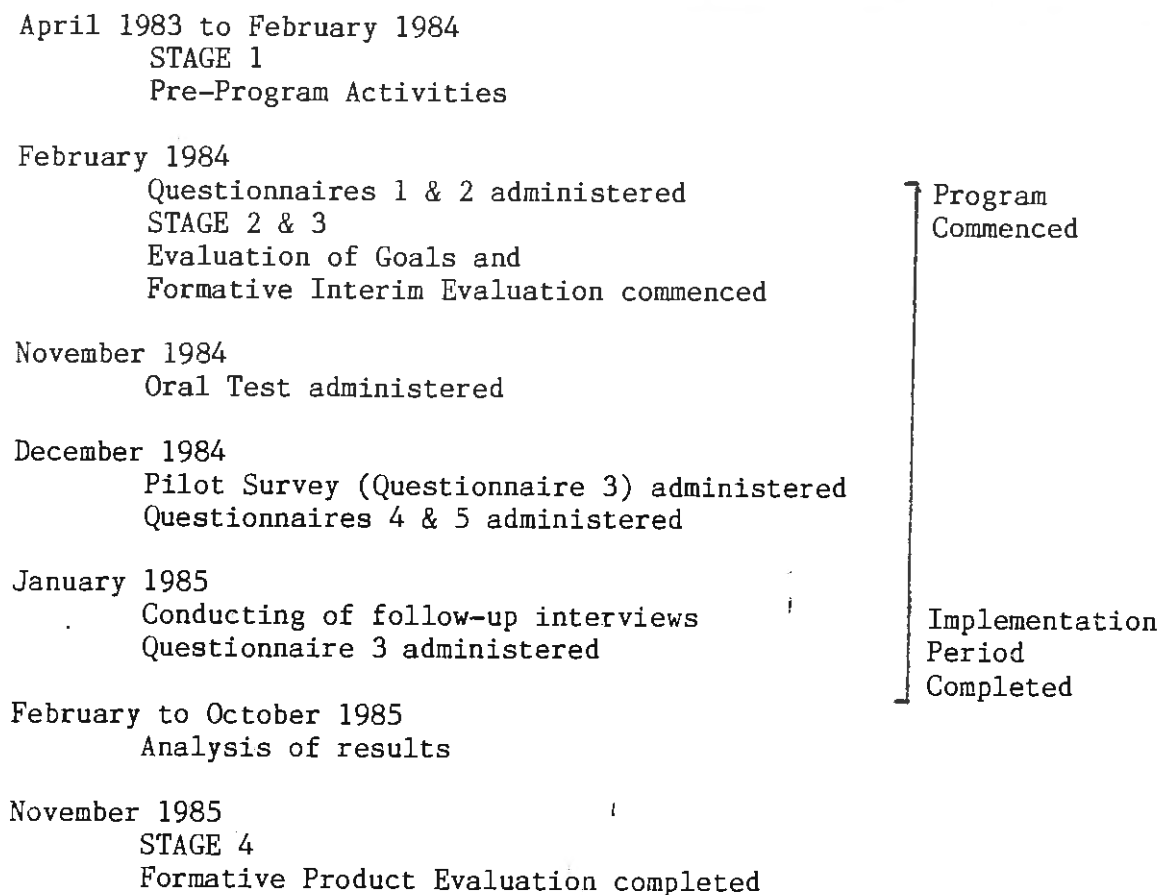 April 1983 to February 1984
STAGE 1
Pre-Program Activities
February 1984
Questionnaires 1 & 2 administered
STAGE 2 & 3
Evaluation of Goals and
Formative Interim Evaluation commenced
Program
Commenced
November 1984
Oral Test administered
December 1984
Pilot Survey (Questionnaire 3) administered
Questionnaires 4 & 5 administered
January 1985
Conducting of follow-up interviews
Questionnaire 3 administered
Implementation
Period
Completed
February to October 1985
Analysis of results
November 1985
STAGE 4
Formative Product Evaluation completed